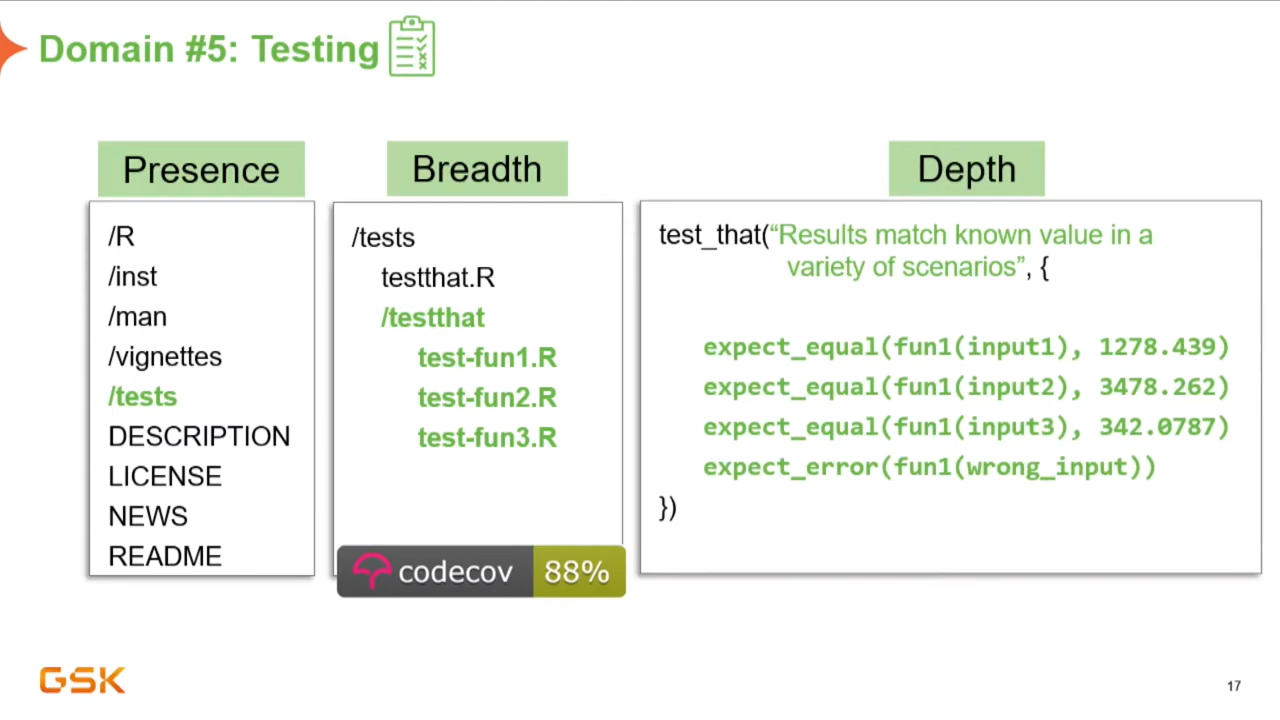 Domain #5: Testing
Presence
/R
/inst
/man
/vignettes
/tests
DESCRIPTION
LICENSE
NEWS
README
Breadth
/tests
testthat.R
/testthat
test-fun1.R
test-fun2.R
test-fun3.R
codecov 88%
Depth
test_that(“Results match known value in a
variety of scenarios”, {
expect_equal(fun1(input1), 1278.439)
expect_equal(fun1(input2), 3478.262)
expect_equal(fun1(input3), 342.0787)
expect_error(fun1(wrong_input))
})
GSK
17